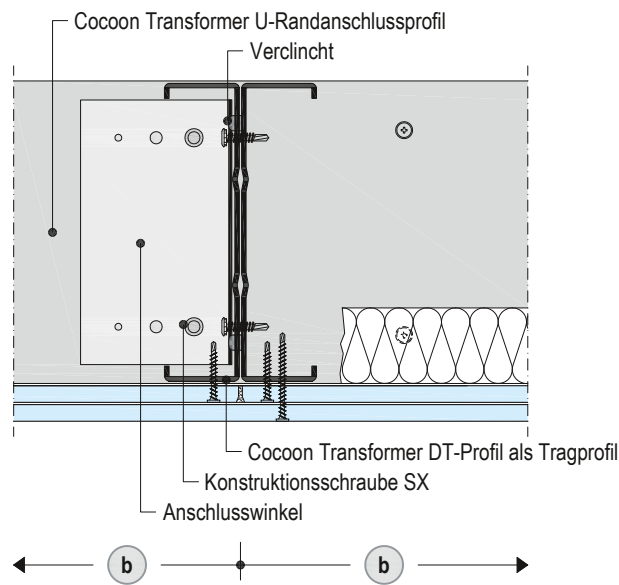 Cocoon Transformer U-Randanschlussprofil
Verclincht
Cocoon Transformer DT-Profil als Tragprofil
Konstruktionsschraube SX
Anschlusswinkel
b b